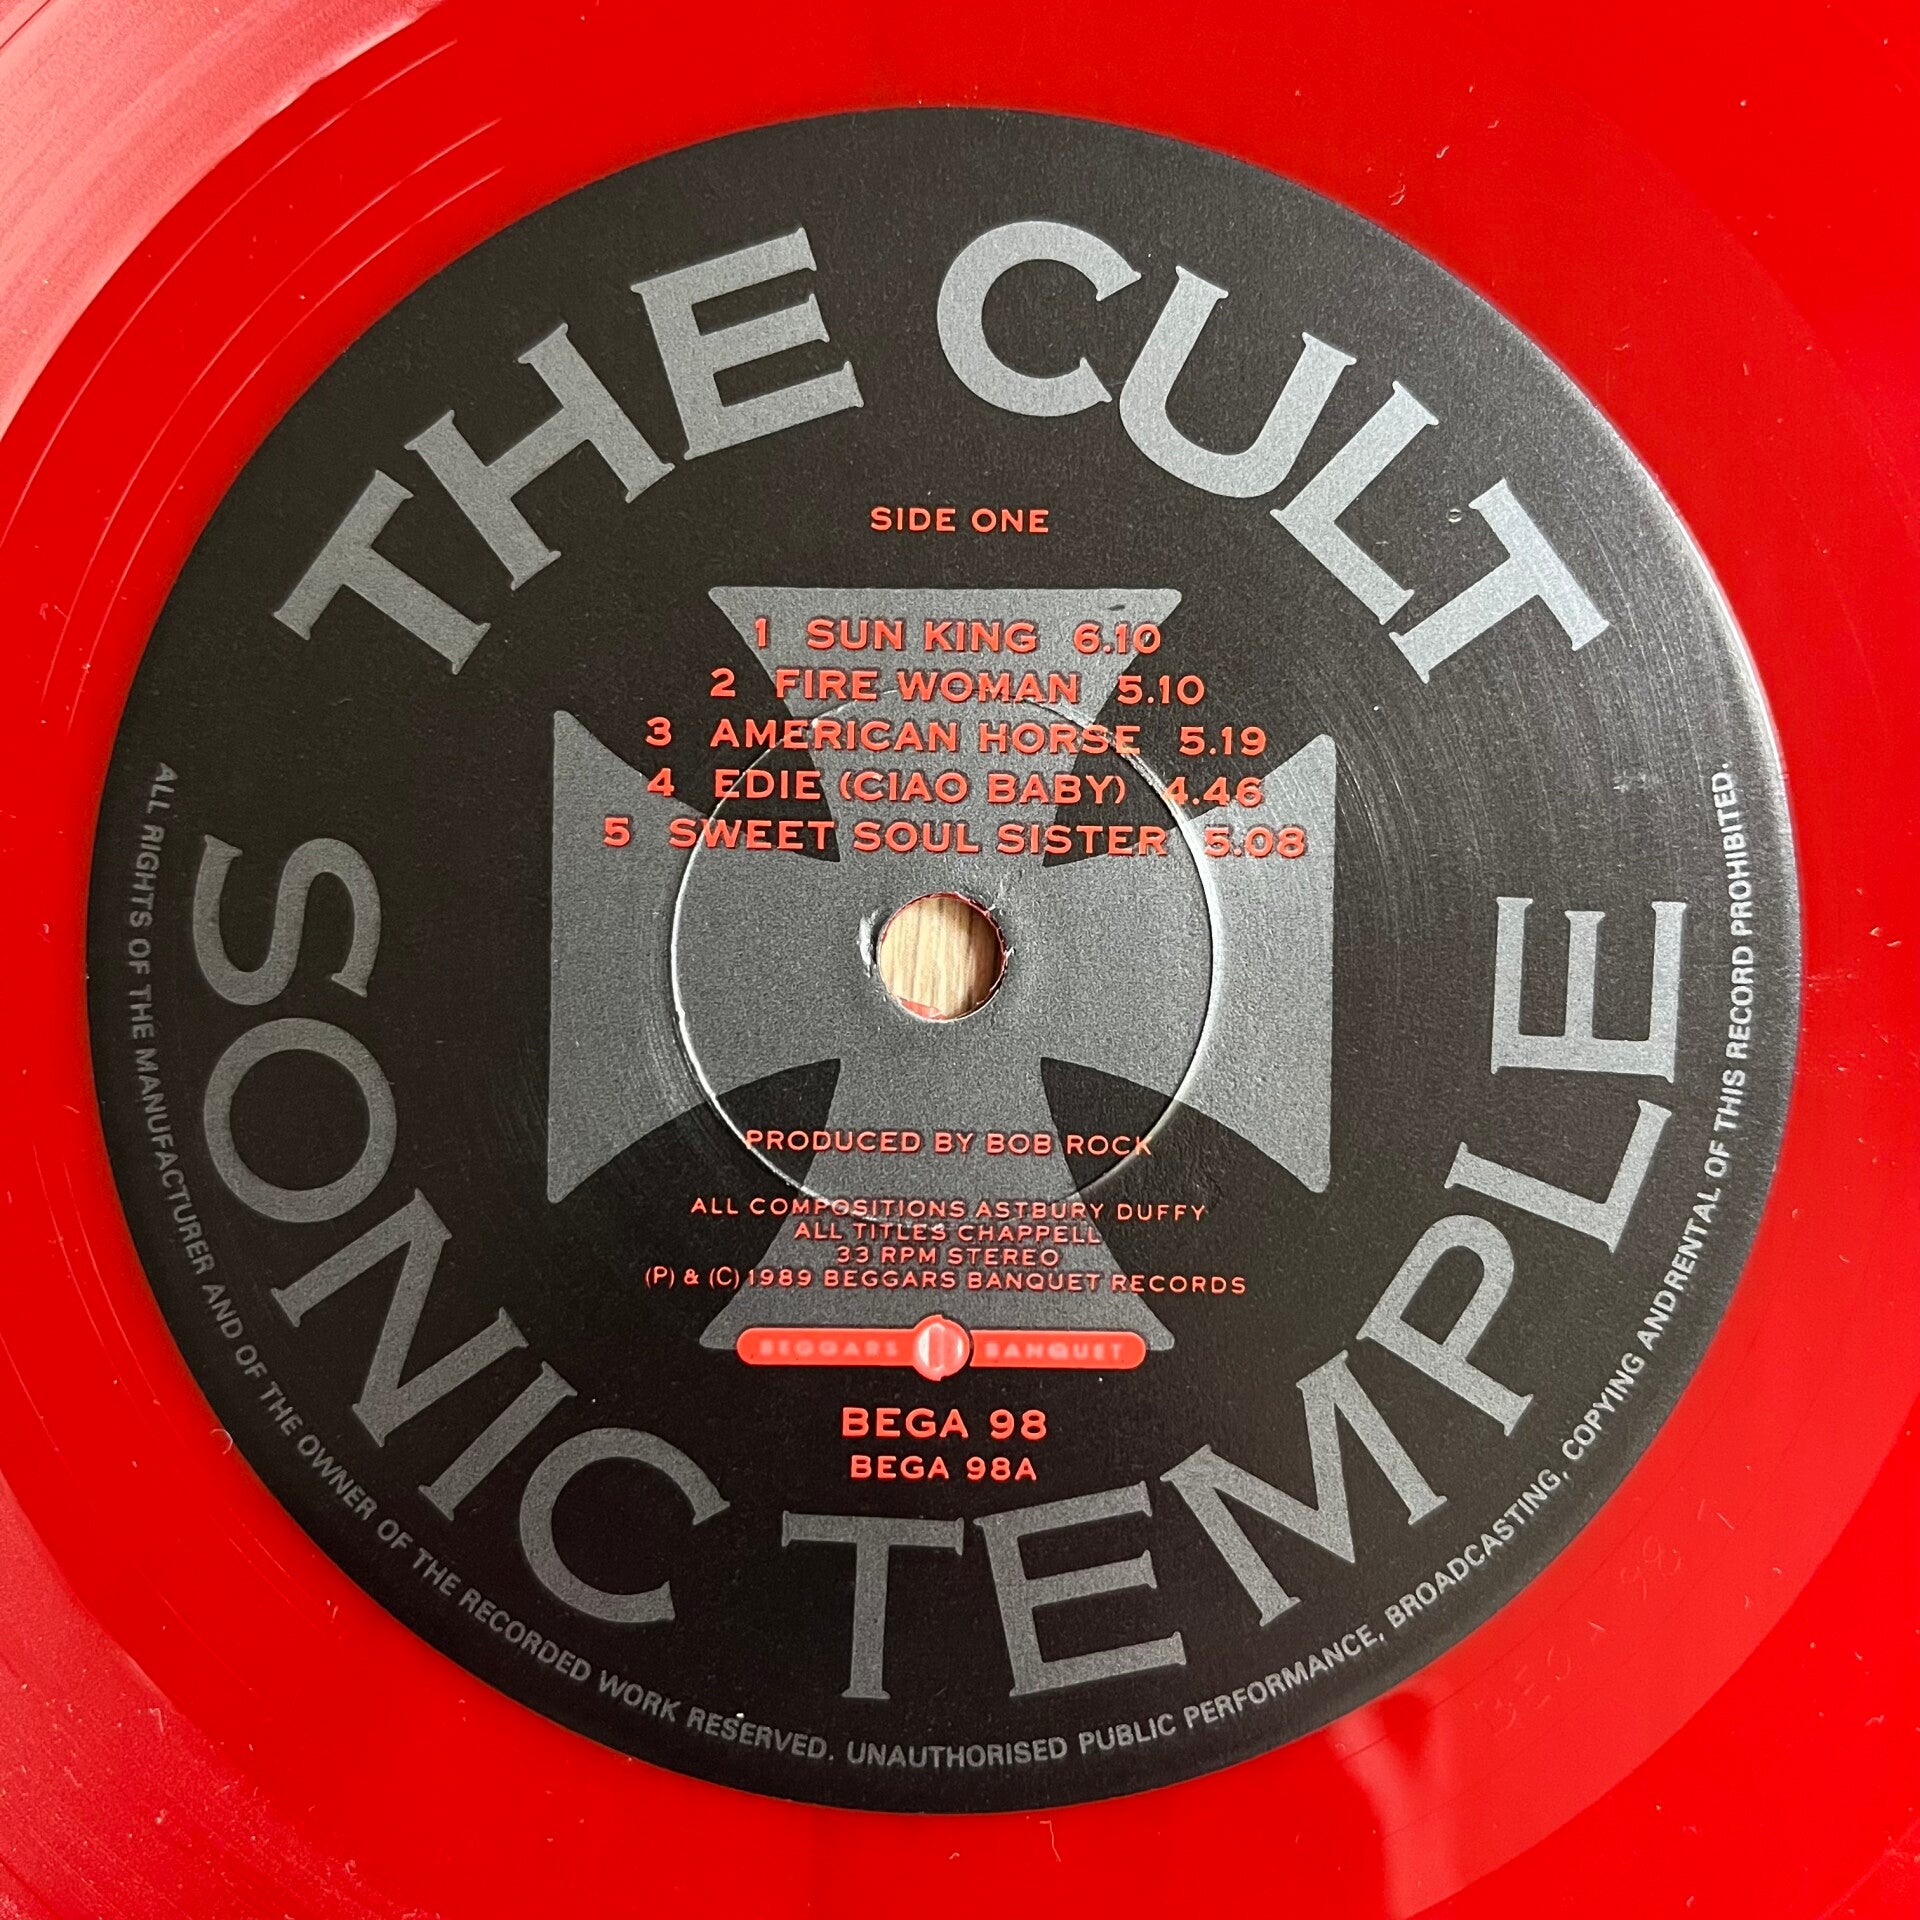 THE CULT
SIDE ONE
1 SUN KING 6.10
2 FIRE WOMAN 5.10
3 AMERICAN HORSE 5.19
4 EDIE (CIAO BABY) 4.46
5 SWEET SOUL SISTER 5.08
PRODUCED BY BOB ROCK
ALL COMPOSITIONS ASTBURY DUFFY
ALL TITLES CHAPPELL
33 RPM STEREO
(P) & (C) 1989 BEGGARS BANQUET RECORDS
BEGGARS BANQUET
BEGA 98
BEGA 98A
SONIC TEMPLE
ALL RIGHTS OF THE MANUFACTURER AND OF THE OWNER OF THE RECORDED WORK RESERVED. UNAUTHORISED PUBLIC PERFORMANCE, BROADCASTING, COPYING ANDRENTAL OF THIS RECORD PROHIBITED.